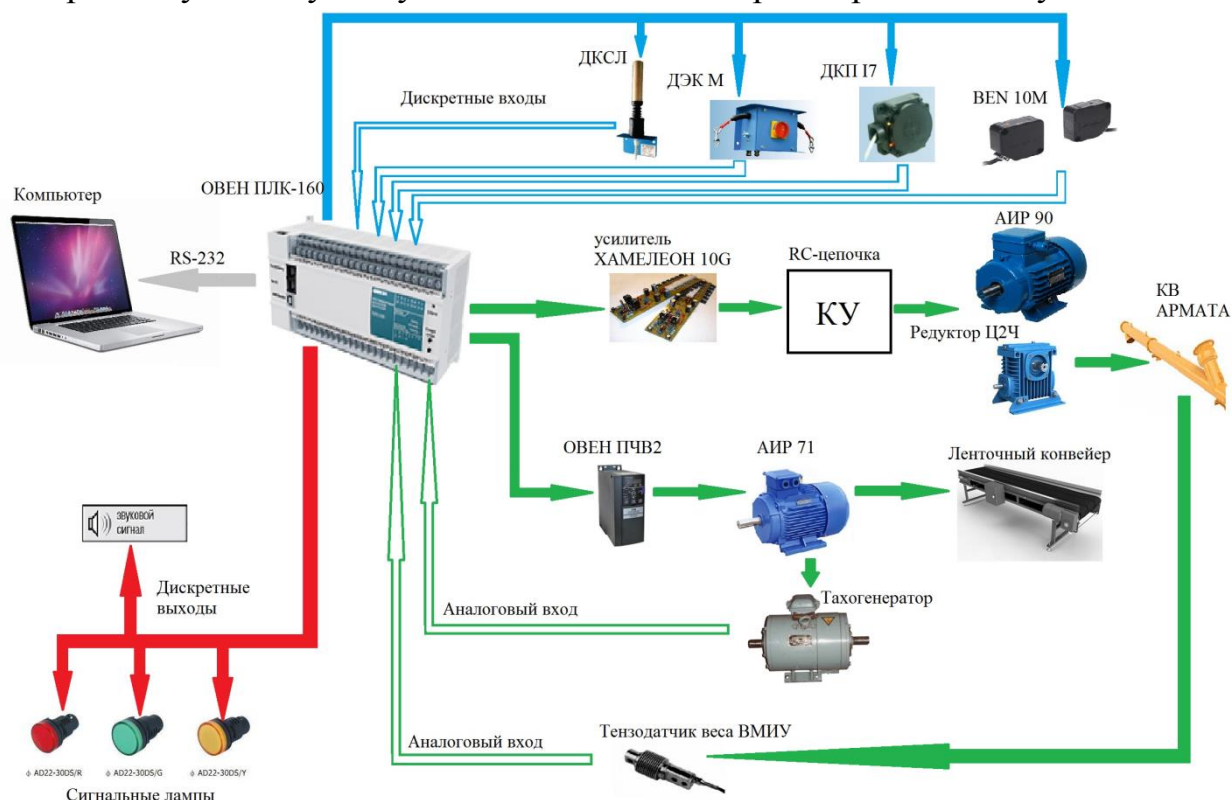 ДКСЛ
ДЭК М
ДКП I7
BEN 10M
Дискретные входы
ОВЕН ПЛК-160
Компьютер
RS-232
усилитель
ХАМЕЛЕОН 10G
RC-цепочка
КУ
АИР 90
Редуктор Ц2Ч
КВ
АРМАТА
ОВЕН ПЧВ2
АИР 71
Ленточный конвейер
звуковой
сигнал
Дискретные
выходы
Аналоговый вход
Тахогенератор
Аналоговый вход
Тензодатчик веса ВМИУ
ф AD22-30DS/R ф AD22-30DS/G ф AD22-30DS/Y
Сигнальные лампы